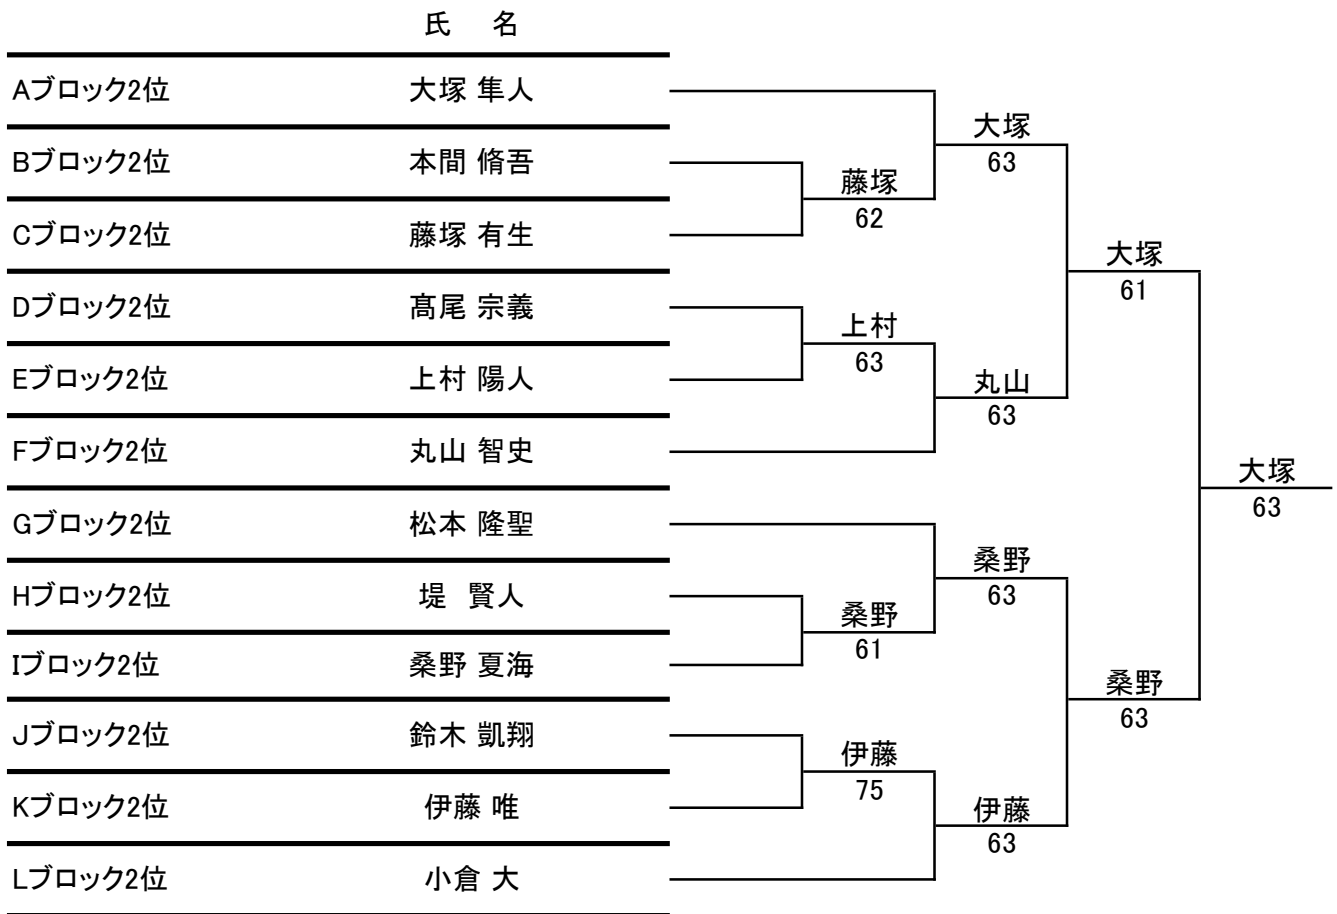 氏 名
Aブロック2位 大塚 隼人
大塚
63
Bブロック2位 本間 脩吾
藤塚
62
Cブロック2位 藤塚 有生
大塚
61
Dブロック2位 髙尾 宗義
上村
63
Eブロック2位 上村 陽人
丸山
63
Fブロック2位 丸山 智史
大塚
63
Gブロック2位 松本 隆聖
桑野
63
Hブロック2位 堤 賢人
桑野
61
Iブロック2位 桑野 夏海
桑野
63
Jブロック2位 鈴木 凱翔
伊藤
75
Kブロック2位 伊藤 唯
伊藤
63
Lブロック2位 小倉 大